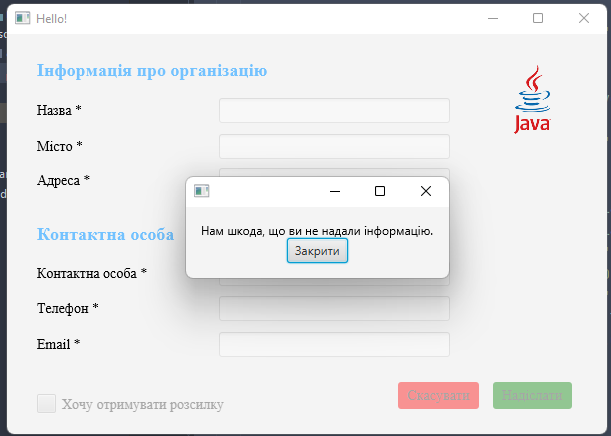 Hello!
Інформація про організацію
Назва *
Місто *
Адреса *
Java
Нам шкода, що ви не надали інформацію.
Закрити
Контактна особа
Контактна особа *
Телефон *
Email *
Хочу отримувати розсилку
Скасувати
Надіслати